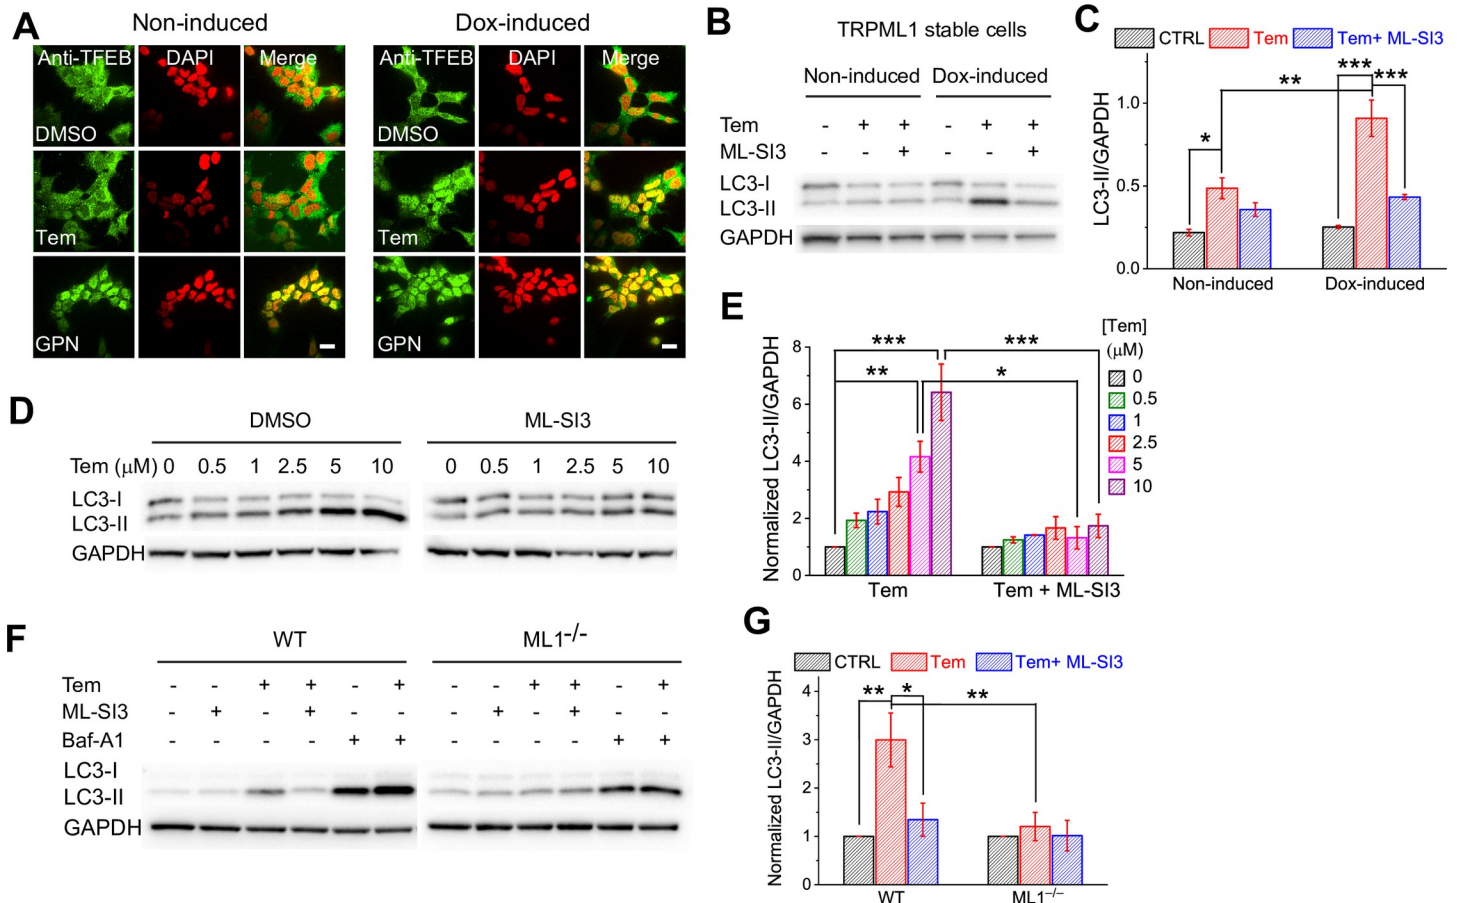 A
Non-induced
Dox-induced
Anti-TFEB DAPI Merge
Anti-TFEB DAPI Merge
DMSO
DMSO
Tem
Tem
GPN
GPN
B
TRPML1 stable cells
Non-induced Dox-induced
Tem - + + - + +
ML-SI3 - - + - - +
LC3-I
LC3-II
GAPDH
C
CTRL Tem Tem+ ML-SI3
LC3-II/GAPDH
1.0
0.5
0.0
* ** *** ***
Non-induced Dox-induced
D
DMSO ML-SI3
Tem (μM) 0 0.5 1 2.5 5 10 0 0.5 1 2.5 5 10
LC3-I
LC3-II
GAPDH
E
Normalized LC3-II/GAPDH
8
6
4
2
0
*** ***
** *
Tem Tem + ML-SI3
[Tem]
(μM)
0
0.5
1
2.5
5
10
F
WT ML1-/-
Tem - - + + - + - - + + - +
ML-SI3 - + - + - - - + - + - -
Baf-A1 - - - - + + - - - - + +
LC3-I
LC3-II
GAPDH
G
CTRL Tem Tem+ ML-SI3
Normalized LC3-II/GAPDH
4
3
2
1
0
** * **
WT ML1−/−